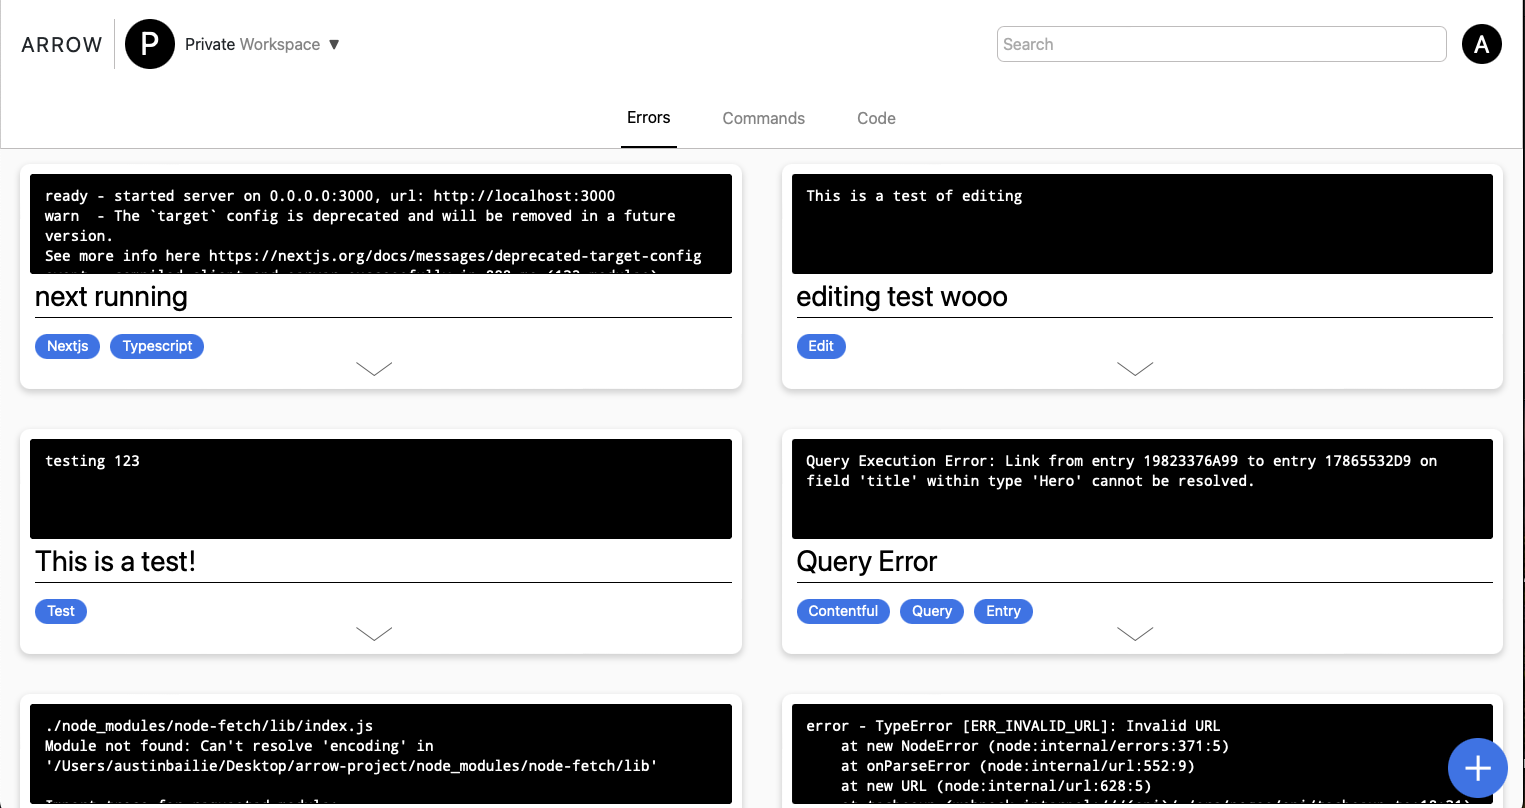 ARROW
P
Private Workspace ▼
Search
A
Errors
Commands
Code
ready - started server on 0.0.0.0:3000, url: http://localhost:3000
warn  - The `target` config is deprecated and will be removed in a future
version.
See more info here https://nextjs.org/docs/messages/deprecated-target-config
next running
Nextjs
Typescript
This is a test of editing
editing test wooo
Edit
testing 123
This is a test!
Test
Query Execution Error: Link from entry 19823376A99 to entry 17865532D9 on
field 'title' within type 'Hero' cannot be resolved.
Query Error
Contentful
Query
Entry
./node_modules/node-fetch/lib/index.js
Module not found: Can't resolve 'encoding' in
'/Users/austinbailie/Desktop/arrow-project/node_modules/node-fetch/lib'
error - TypeError [ERR_INVALID_URL]: Invalid URL
    at new NodeError (node:internal/errors:371:5)
    at onParseError (node:internal/url:552:9)
    at new URL (node:internal/url:628:5)